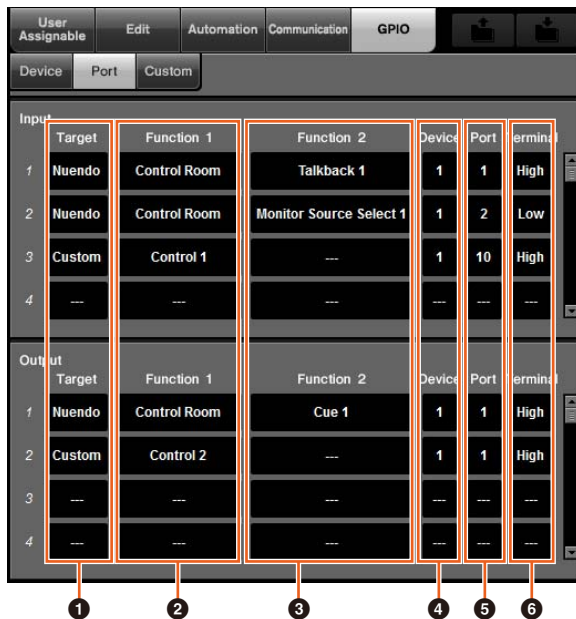 User Assignable Edit Automation Communication GPIO
Device Port Custom
Input
Target Function 1 Function 2 Device Port Terminal
1 Nuendo Control Room Talkback 1 1 1 High
2 Nuendo Control Room Monitor Source Select 1 1 2 Low
3 Custom Control 1 --- 1 10 High
4 --- --- --- --- --- ---
Output
Target Function 1 Function 2 Device Port Terminal
1 Nuendo Control Room Cue 1 1 1 High
2 Custom Control 2 --- 1 1 High
3 --- --- --- --- --- ---
4 --- --- --- --- --- ---
1 2 3 4 5 6